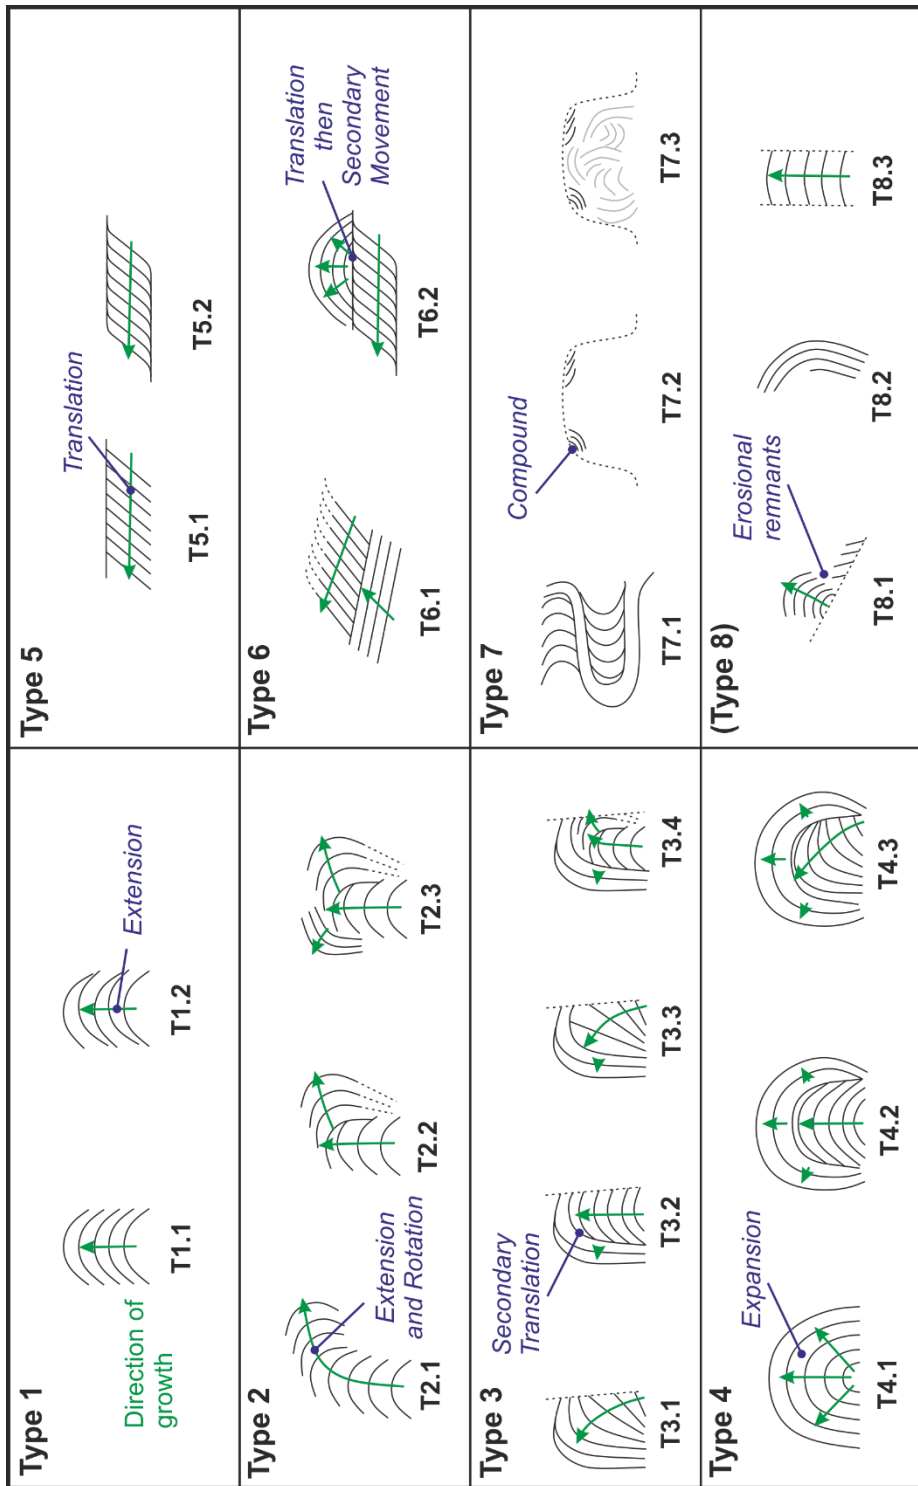 Type 1
Direction of
growth
T1.1
T1.2
Extension
Type 5
Translation
T5.1
T5.2
Type 2
Extension
and Rotation
T2.1
T2.2
T2.3
Type 6
T6.1
T6.2
Translation
then
Secondary
Movement
Type 3
Secondary
Translation
T3.1
T3.2
T3.3
T3.4
Type 7
Compound
T7.1
T7.2
T7.3
Type 4
Expansion
T4.1
T4.2
T4.3
(Type 8)
Erosional
remnants
T8.1
T8.2
T8.3